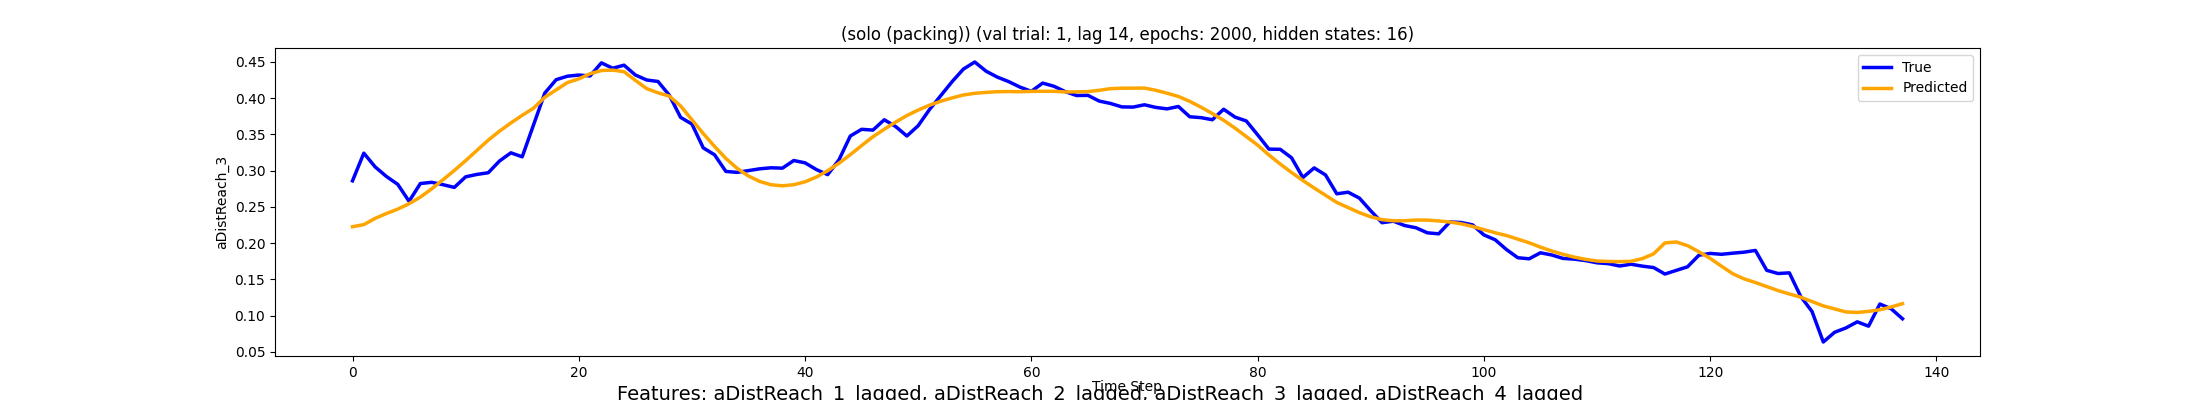 (solo (packing)) (val trial: 1, lag 14, epochs: 2000, hidden states: 16)
0.45
0.40
0.35
0.30
0.25
0.20
0.15
0.10
0.05
aDistReach_3
True
Predicted
0 20 40 60 80 100 120 140
Time Step
Features: aDistReach_1_lagged, aDistReach_2_lagged, aDistReach_3_lagged, aDistReach_4_lagged